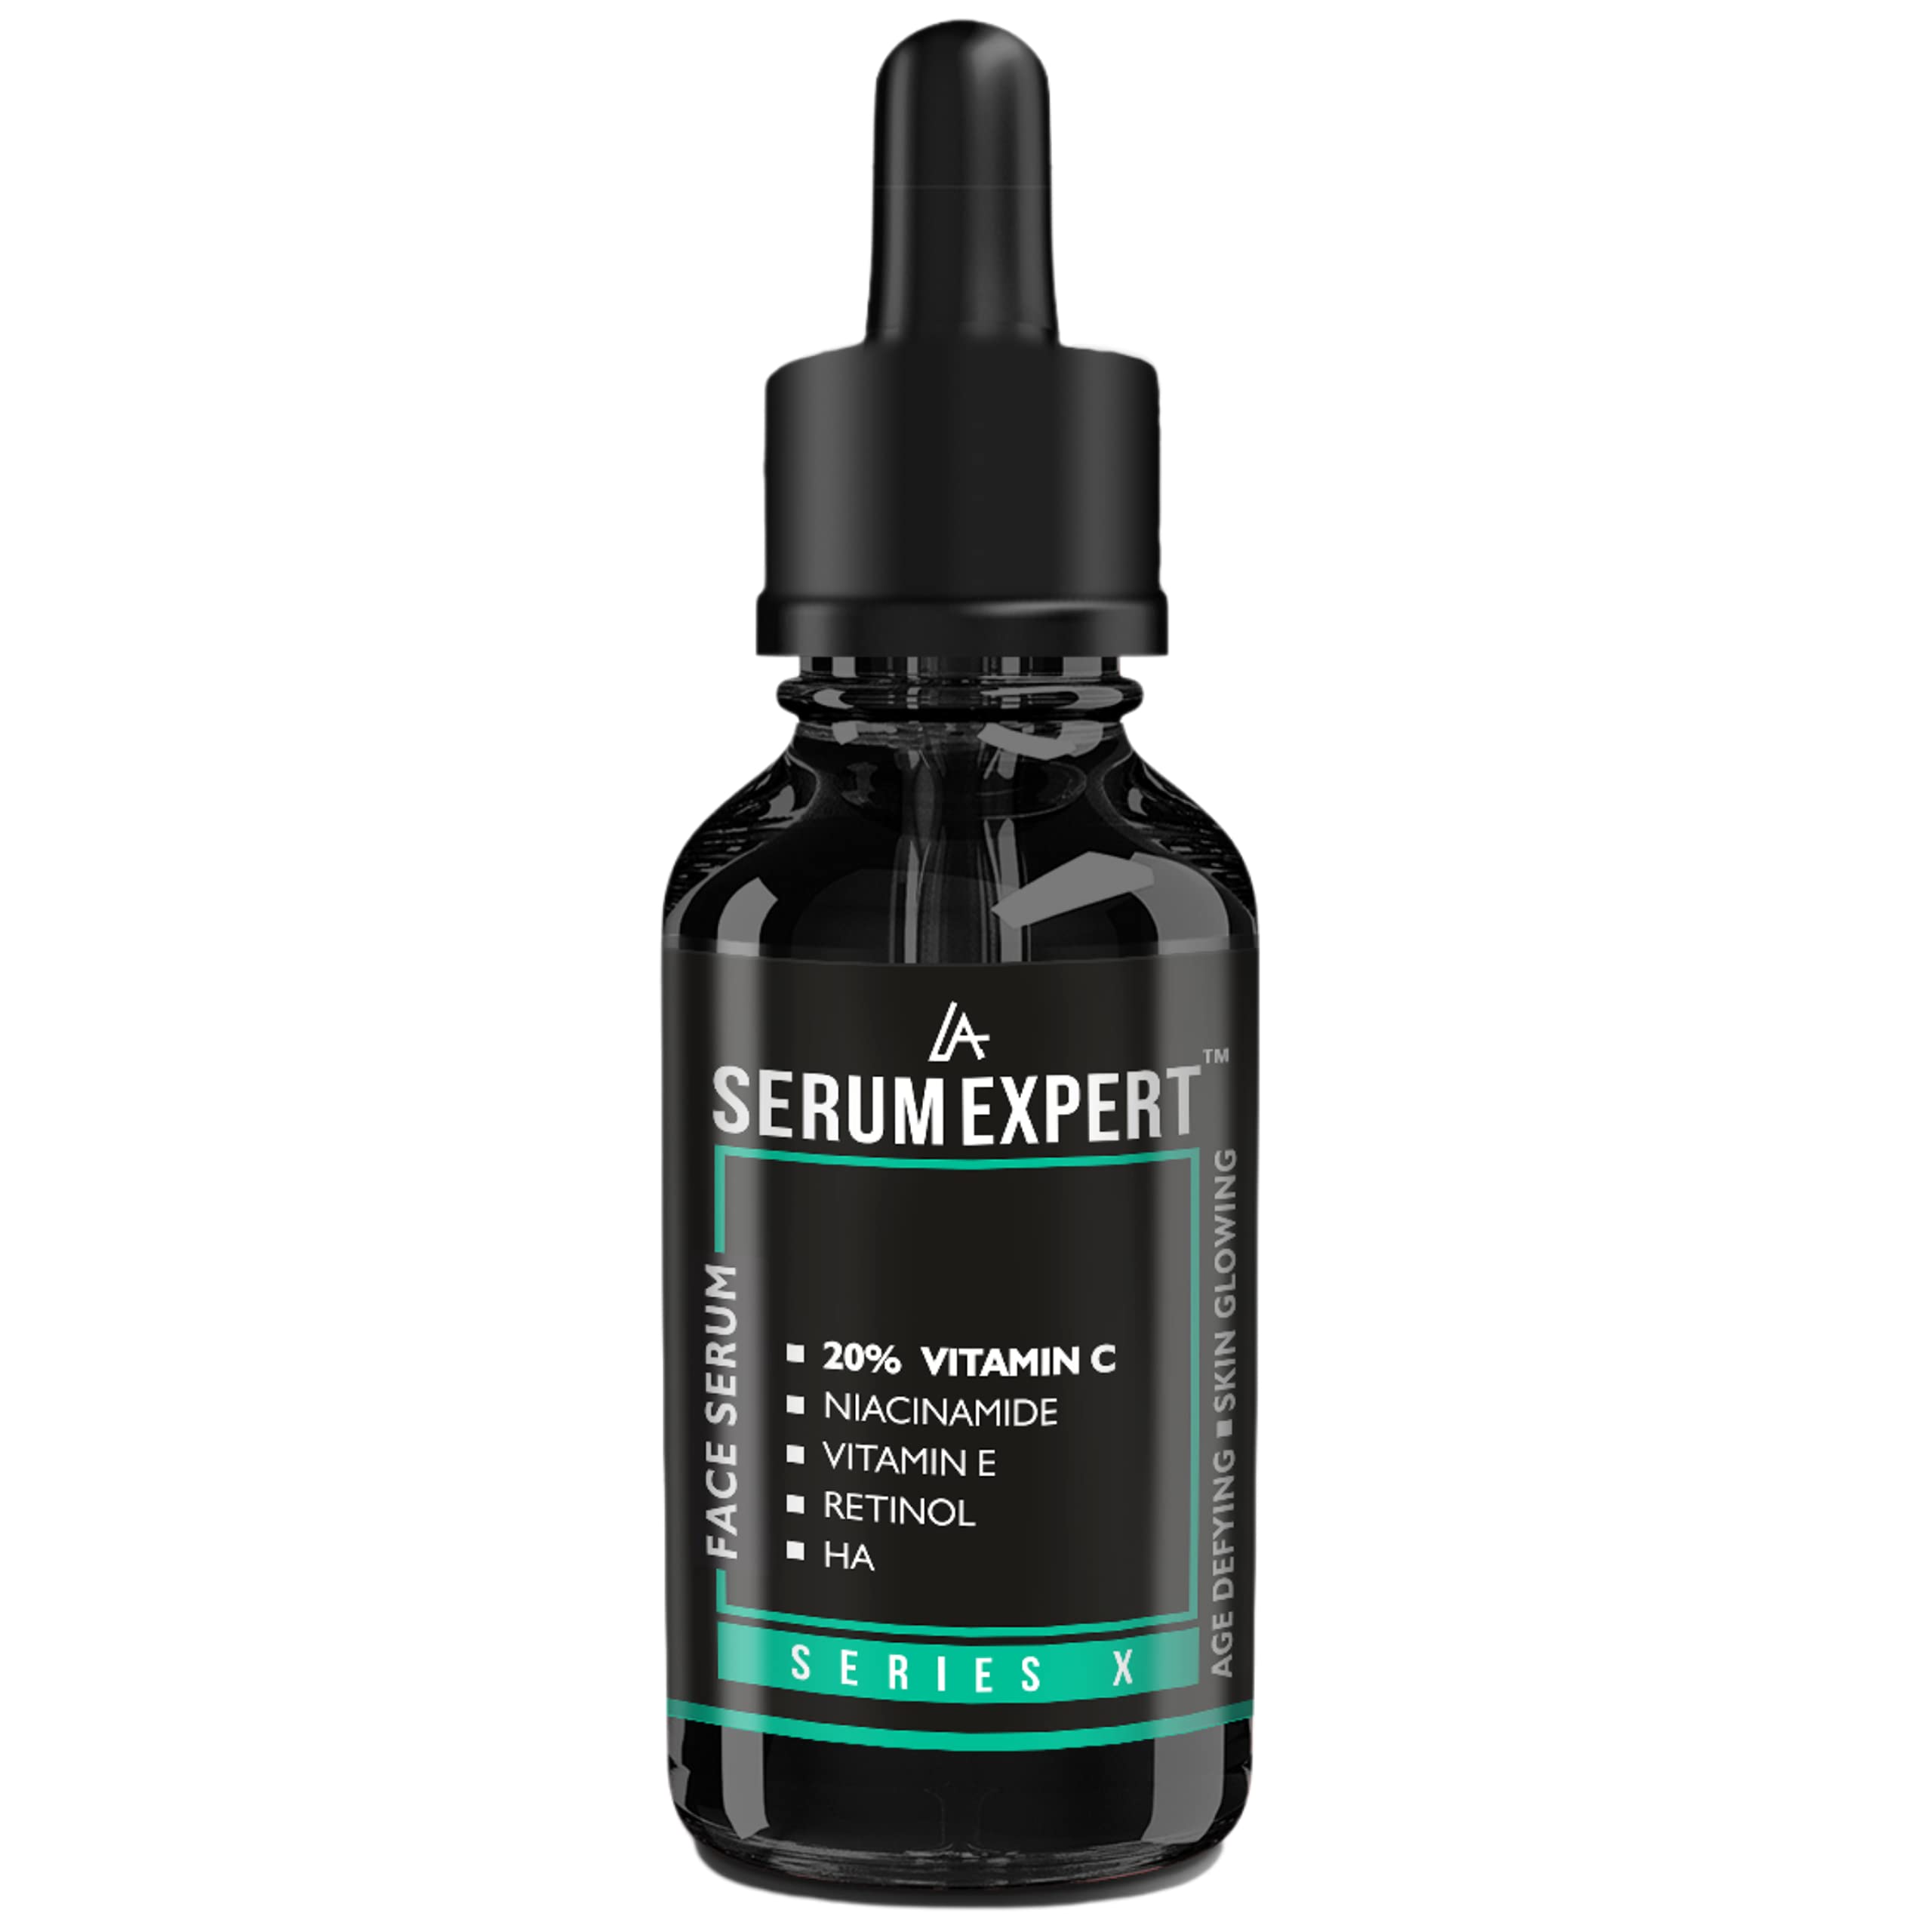 LA
SERUM EXPERT™
FACE SERUM
■ 20% VITAMIN C
■ NIACINAMIDE
■ VITAMIN E
■ RETINOL
■ HA
AGE DEFYING ■ SKIN GLOWING
SERIES X